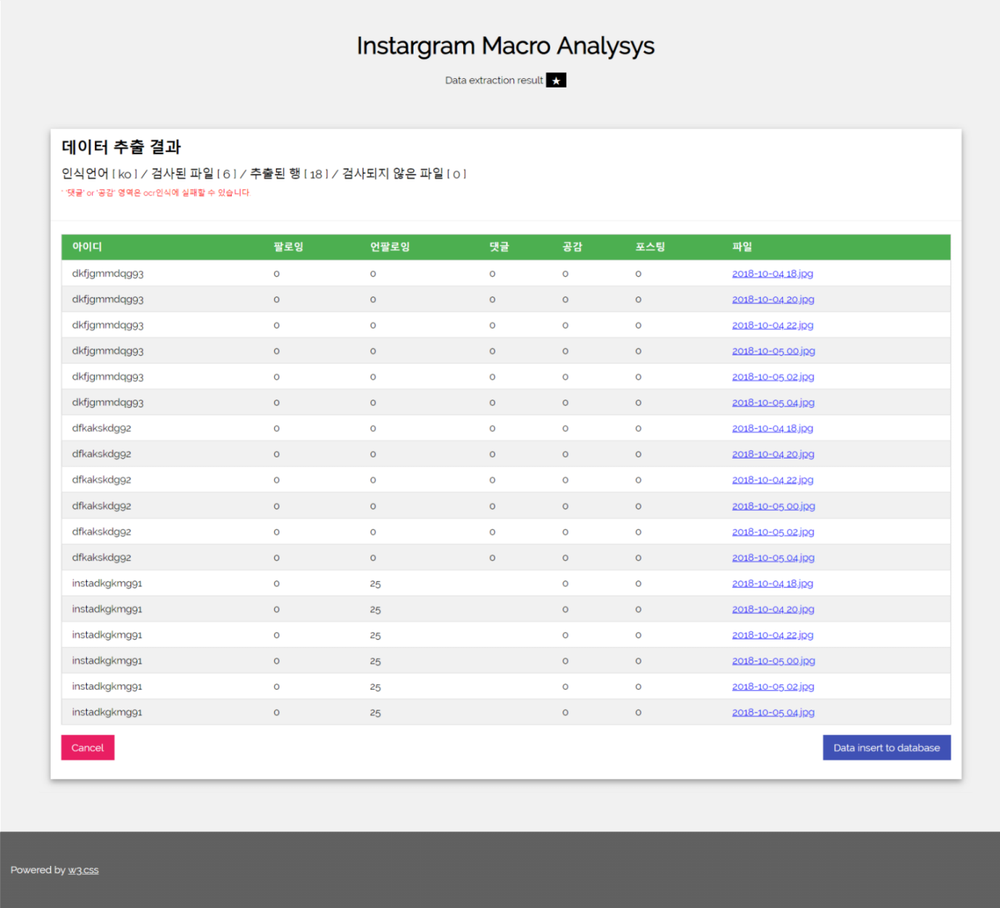 Instargram Macro Analysys
Data extraction result ★
데이터 추출 결과
인식언어 [ ko ] / 검사된 파일 [ 6 ] / 추출된 행 [ 18 ] / 검사되지 않은 파일 [ 0 ]
* '댓글' or '공감' 영역은 ocr인식에 실패할 수 있습니다.
아이디 팔로잉 언팔로잉 댓글 공감 포스팅 파일
dkfjgmmdqg93 0 0 0 0 0 2018-10-04 18.jpg
dkfjgmmdqg93 0 0 0 0 0 2018-10-04 20.jpg
dkfjgmmdqg93 0 0 0 0 0 2018-10-04 22.jpg
dkfjgmmdqg93 0 0 0 0 0 2018-10-05 00.jpg
dkfjgmmdqg93 0 0 0 0 0 2018-10-05 02.jpg
dkfjgmmdqg93 0 0 0 0 0 2018-10-05 04.jpg
dfkakskdg92 0 0 0 0 0 2018-10-04 18.jpg
dfkakskdg92 0 0 0 0 0 2018-10-04 20.jpg
dfkakskdg92 0 0 0 0 0 2018-10-04 22.jpg
dfkakskdg92 0 0 0 0 0 2018-10-05 00.jpg
dfkakskdg92 0 0 0 0 0 2018-10-05 02.jpg
dfkakskdg92 0 0 0 0 0 2018-10-05 04.jpg
instadkgkmg91 0 25 0 0 2018-10-04 18.jpg
instadkgkmg91 0 25 0 0 2018-10-04 20.jpg
instadkgkmg91 0 25 0 0 2018-10-04 22.jpg
instadkgkmg91 0 25 0 0 2018-10-05 00.jpg
instadkgkmg91 0 25 0 0 2018-10-05 02.jpg
instadkgkmg91 0 25 0 0 2018-10-05 04.jpg
Cancel Data insert to database
Powered by w3.css